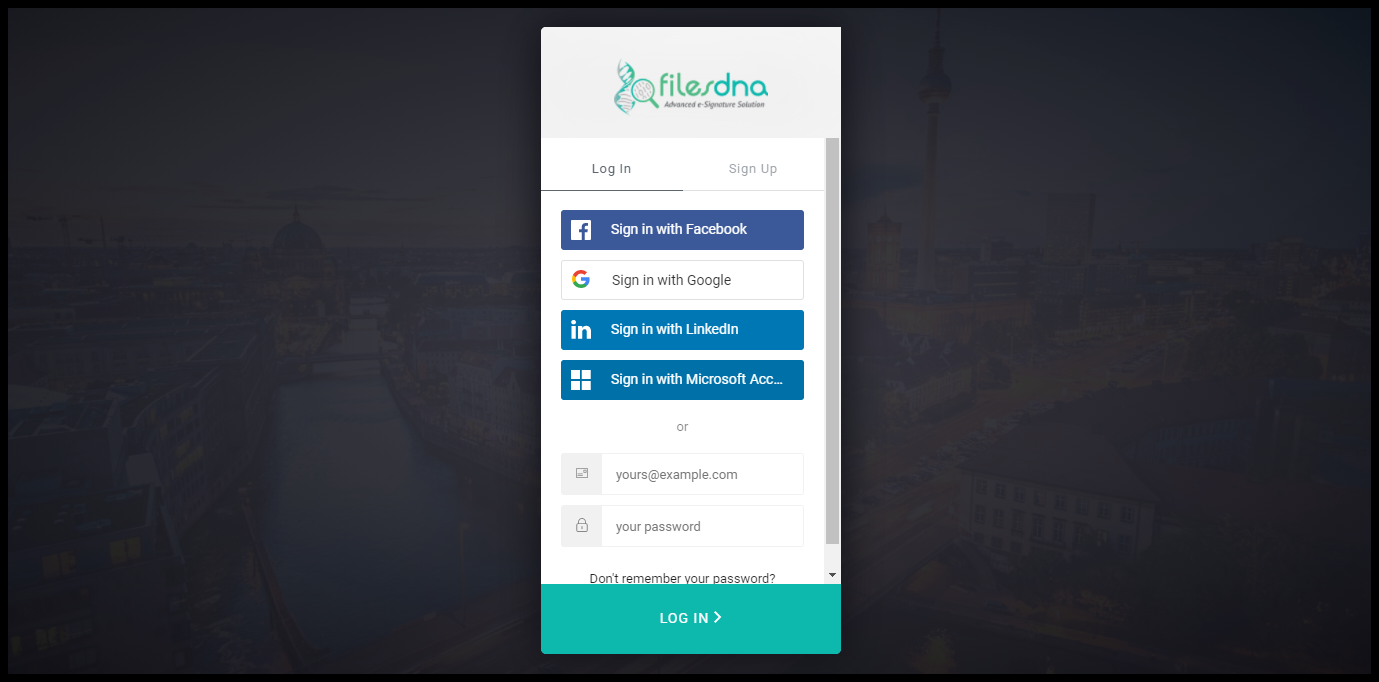 filesdna
Advanced e-Signature Solution
Log In
Sign Up
Sign in with Facebook
Sign in with Google
in
Sign in with LinkedIn
Sign in with Microsoft Acc...
or
yours@example.com
your password
Don't remember your password?
LOG IN